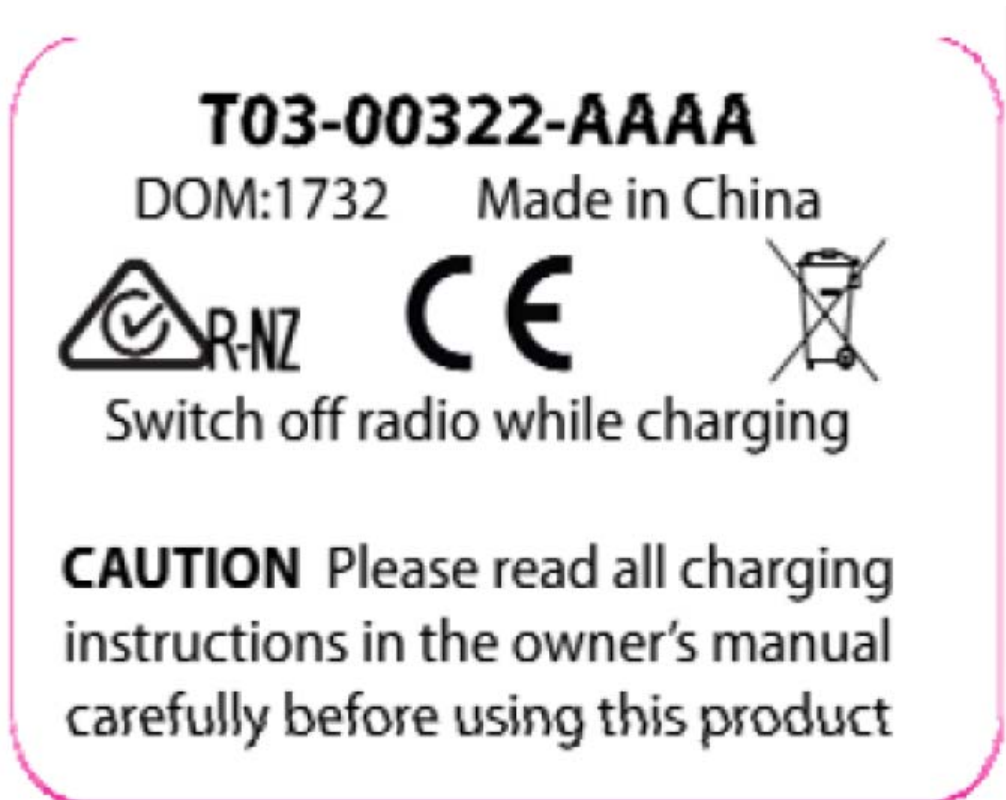 T03-00322-AAAA
DOM:1732 Made in China
R-NZ CE
Switch off radio while charging
CAUTION Please read all charging
instructions in the owner's manual
carefully before using this product